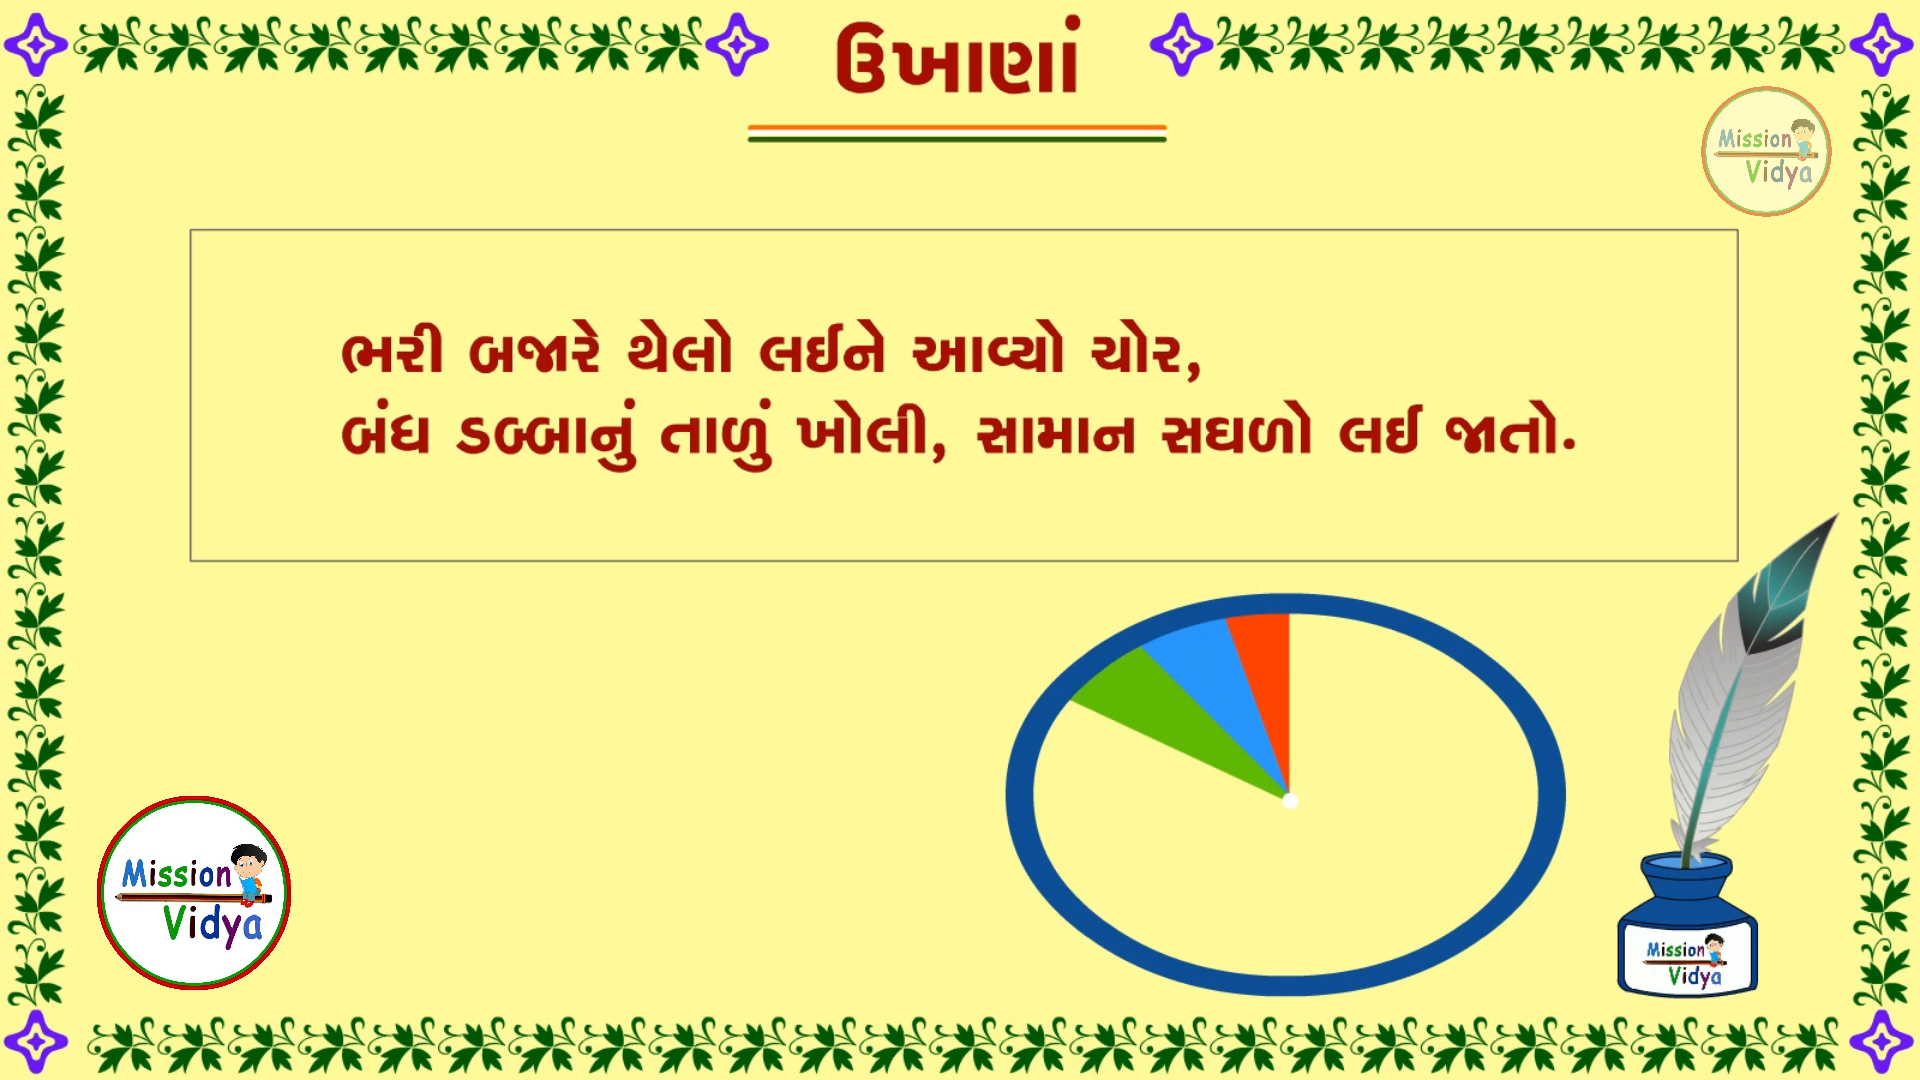 ઉખાણાં
Mission
Vidya
ભરી બજારે થેલો લઈને આવ્યો ચોર,
બંધ ડબ્બાનું તાળું ખોલી, સામાન સઘળો લઈ જાતો.
Mission
Vidya
Mission
Vidya